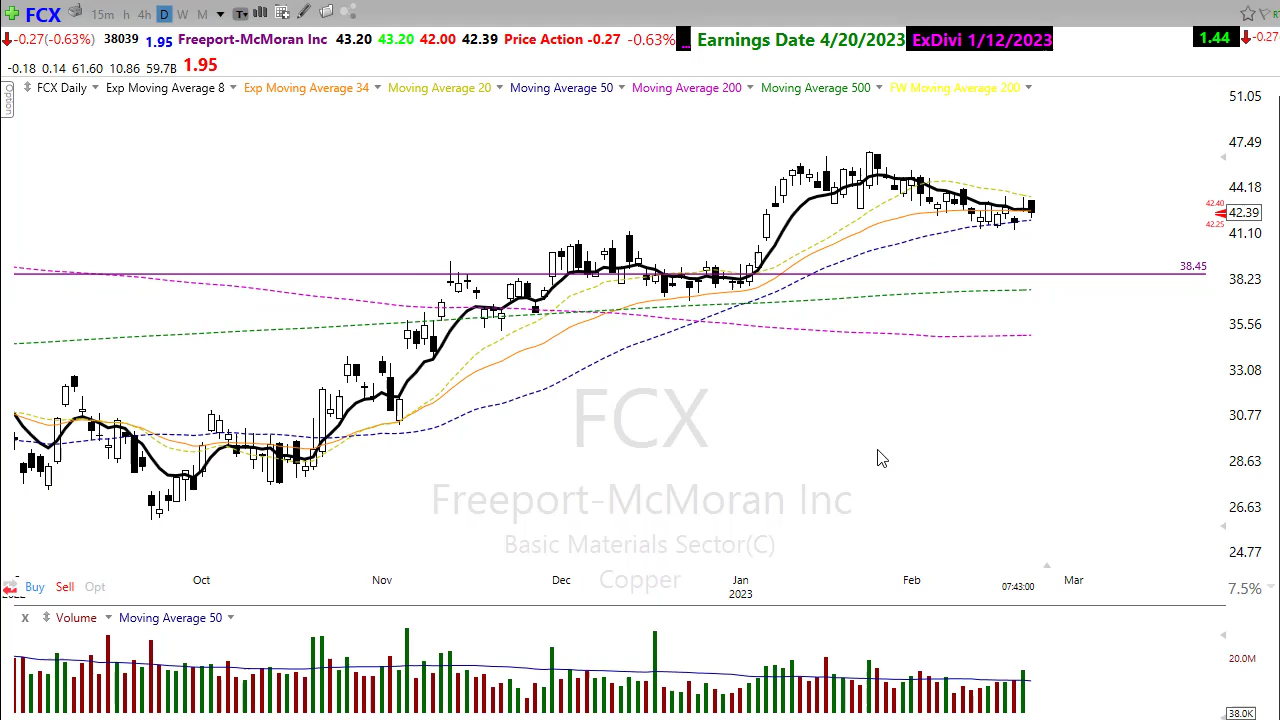 FCX 15m h 4h D W M T
-0.27(-0.63%) 38039 1.95 Freeport-McMoran Inc 43.20 43.20 42.00 42.39 Price Action -0.27 -0.63% Earnings Date 4/20/2023 ExDivi 1/12/2023 1.44 -0.27
-0.18 0.14 61.60 10.86 59.7B 1.95
Option
FCX Daily Exp Moving Average 8 Exp Moving Average 34 Moving Average 20 Moving Average 50 Moving Average 200 Moving Average 500 FW Moving Average 200
51.05
47.49
44.18
42.40
42.39
42.25
41.10
38.45
38.23
35.56
33.08
30.77
28.63
26.63
24.77
FCX
Freeport-McMoran Inc
Basic Materials Sector(C)
Copper
Oct Nov Dec Jan Feb Mar
2023
07:43:00
7.5%
Buy Sell Opt
X Volume Moving Average 50
20.0M
38.0K